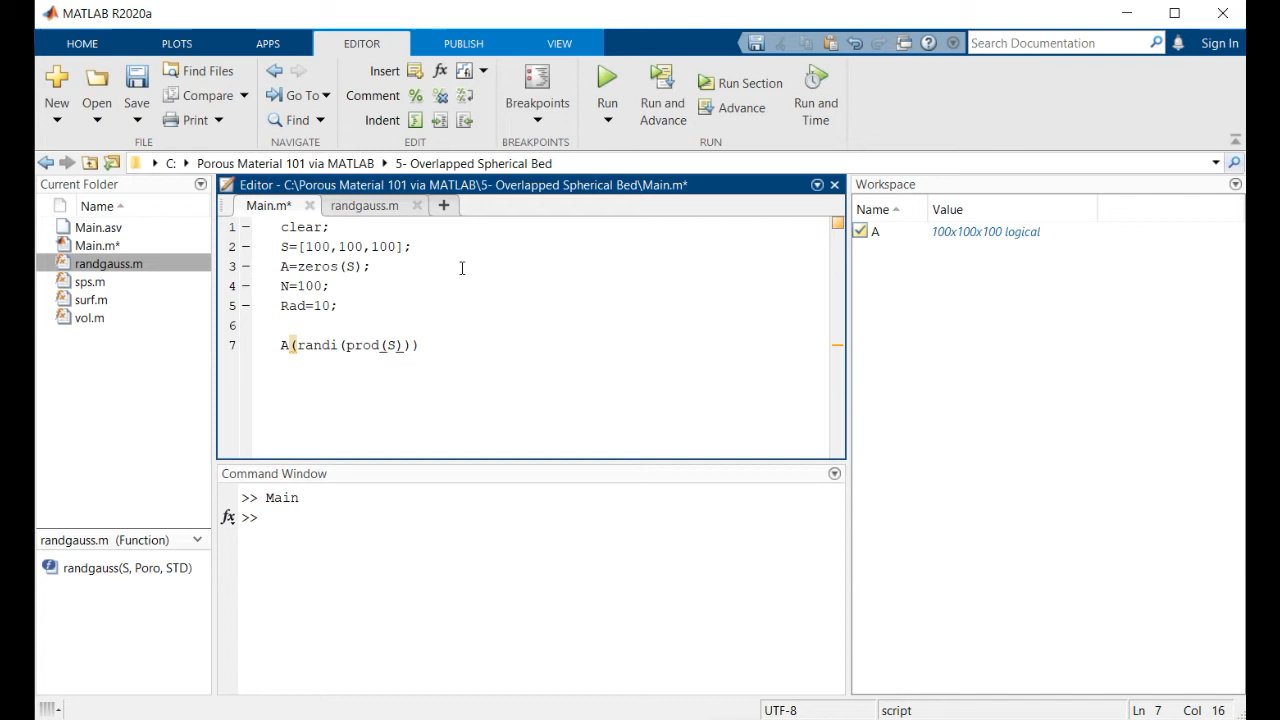 MATLAB R2020a
HOME PLOTS APPS EDITOR PUBLISH VIEW Search Documentation Sign In
New Open Save Find Files Compare Print
FILE
Insert fx Comment % Indent
Go To Find
NAVIGATE
EDIT
Breakpoints
BREAKPOINTS
Run Run and Advance Run Section Advance Run and Time
RUN
C: Porous Material 101 via MATLAB 5- Overlapped Spherical Bed
Current Folder
Name
Main.asv
Main.m*
randgauss.m
sps.m
surf.m
vol.m
randgauss.m (Function)
randgauss(S, Poro, STD)
Editor - C:\Porous Material 101 via MATLAB\5- Overlapped Spherical Bed\Main.m*
Main.m* randgauss.m
1 clear;
2 S=[100,100,100];
3 A=zeros(S);
4 N=100;
5 Rad=10;
6
7 A(randi(prod(S)))
Command Window
>> Main
fx >>
Workspace
Name Value
A 100x100x100 logical
UTF-8 script Ln 7 Col 16